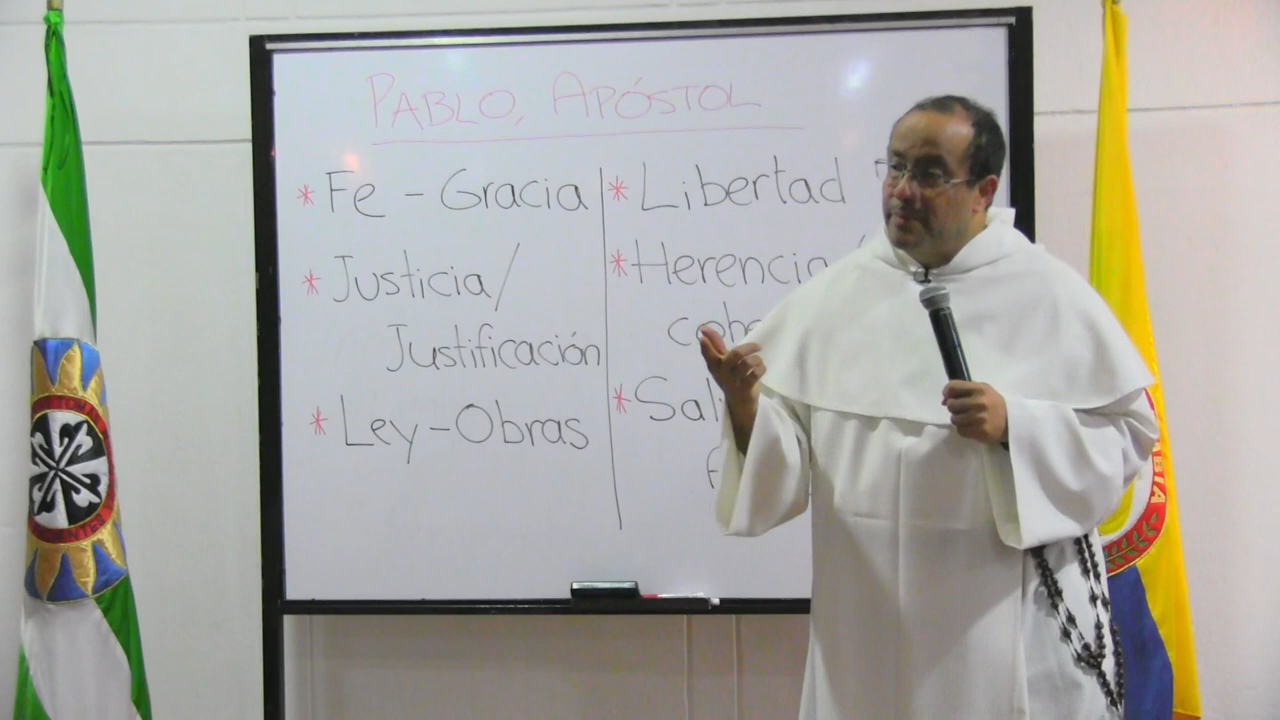 PABLO, APÓSTOL
* Fe - Gracia
* Justicia/
Justificación
* Ley - Obras
* Libertad
* Herencia